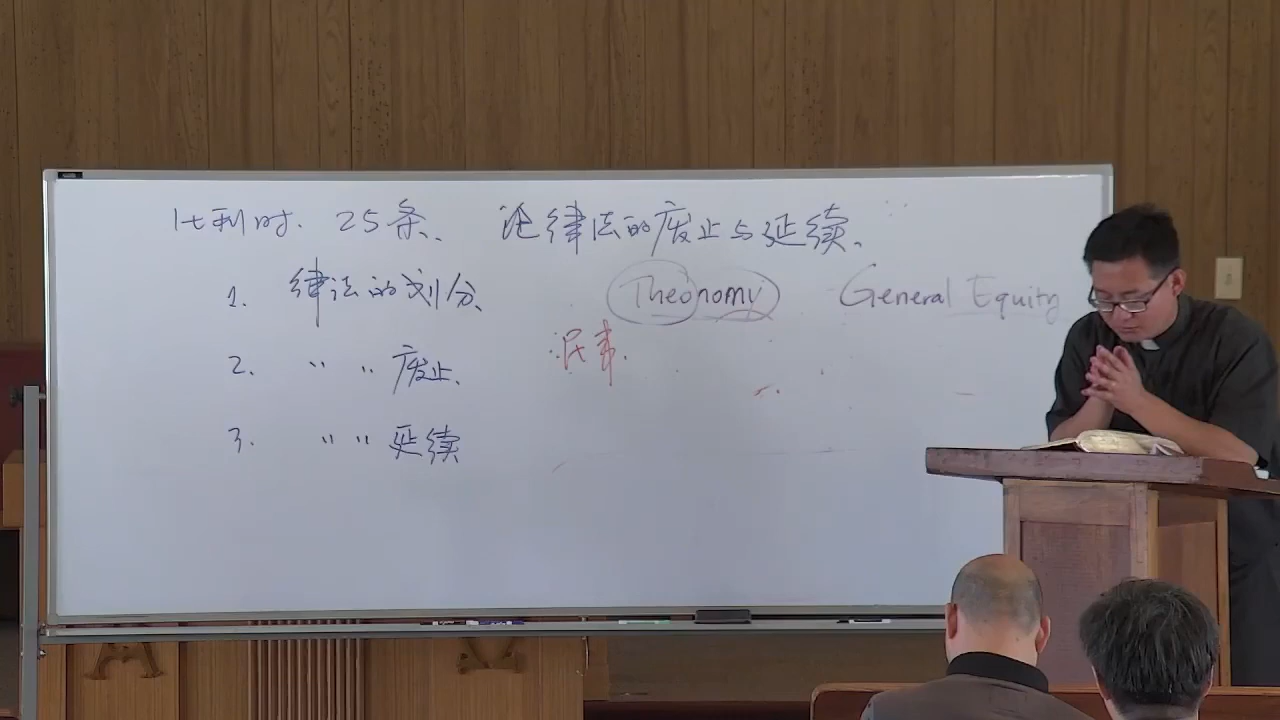 比利时. 25条、 论律法的废止与延续.
1. 律法的划分、
Theonomy General Equity
民事.
2. 〃 〃 废止.
3. 〃 〃 延续